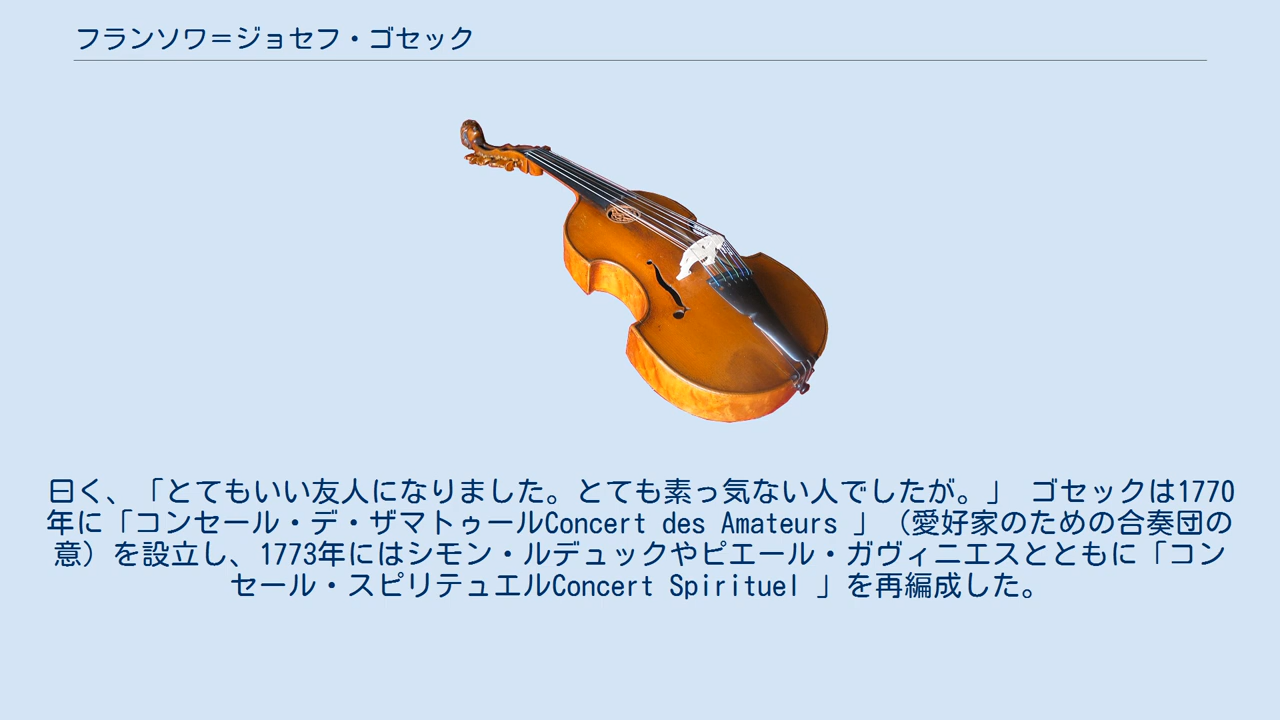 フランソワ＝ジョセフ・ゴセック
曰く、「とてもいい友人になりました。とても素っ気ない人でしたが。」 ゴセックは1770
年に「コンセール・デ・ザマトゥールConcert des Amateurs 」（愛好家のための合奏団の
意）を設立し、1773年にはシモン・ルデュックやピエール・ガヴィニエスとともに「コン
セール・スピリテュエルConcert Spirituel 」を再編成した。